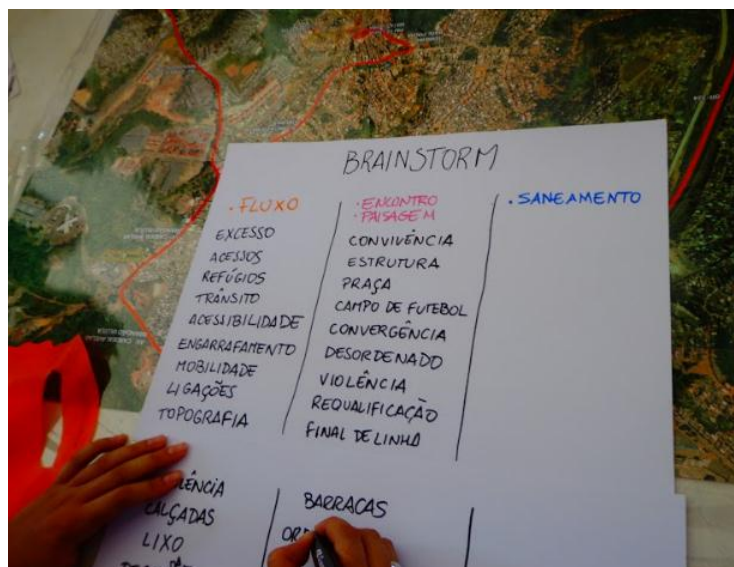 BRAINSTORM
• FLUXO
EXCESSO
ACESSOS
REFÚGIOS
TRÂNSITO
ACESSIBILIDADE
ENGARRAFAMENTO
MOBILIDADE
LIGAÇÕES
TOPOGRAFIA
• ENCONTRO
• PAISAGEM
CONVIVÊNCIA
ESTRUTURA
PRAÇA
CAMPO DE FUTEBOL
CONVERGÊNCIA
DESORDENADO
VIOLÊNCIA
REQUALIFICAÇÃO
FINAL DE LINHA
• SANEAMENTO
CALÇADAS
LIXO
BARRACAS